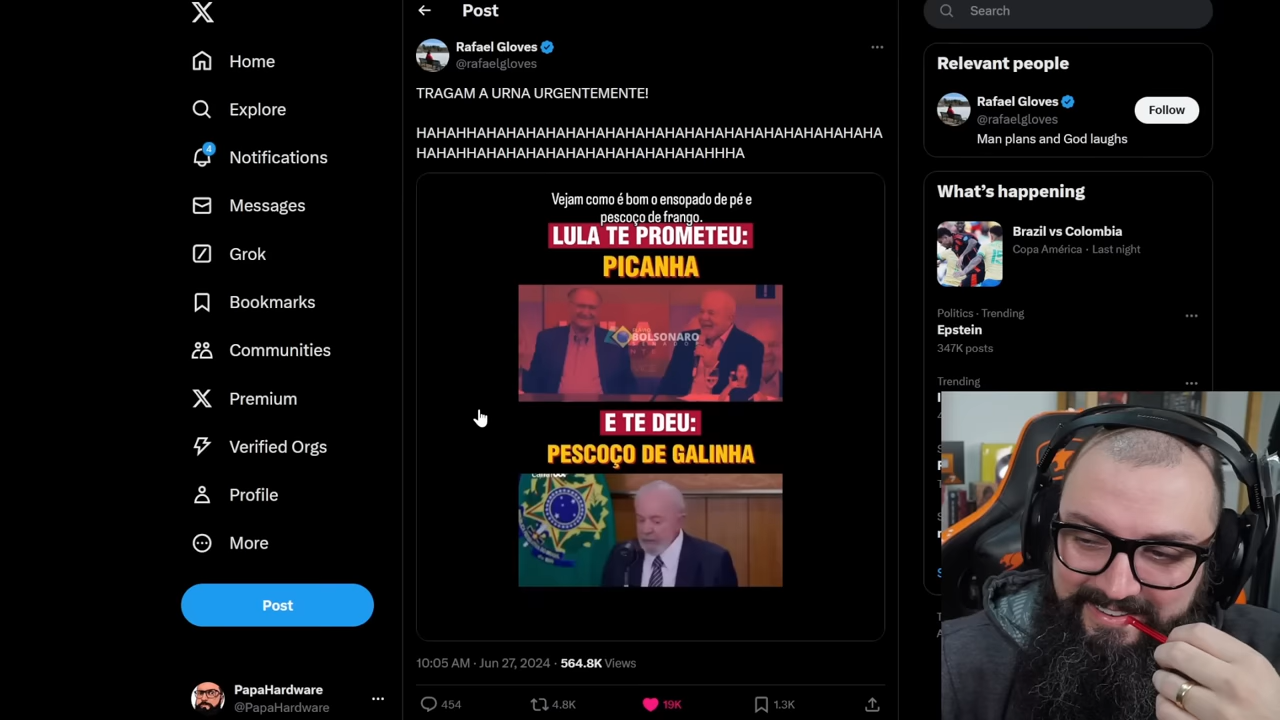 Post
Home
Explore
4
Notifications
Messages
Grok
Bookmarks
Communities
Premium
Verified Orgs
Profile
More
Post
PapaHardware
@PapaHardware
Rafael Gloves
@rafaelgloves
TRAGAM A URNA URGENTEMENTE!
HAHAHHAHAHAHAHAHAHAHAHAHAHAHAHAHAHAHAHAHAHAHA
HAHAHHAHAHAHAHAHAHAHAHAHAHAHAHHHA
Vejam como é bom o ensopado de pé e
pescoço de frango.
LULA TE PROMETEU:
PICANHA
BOLSONARO
E TE DEU:
PESCOÇO DE GALINHA
10:05 AM · Jun 27, 2024 · 564.8K Views
454
4.8K
19K
1.3K
Search
Relevant people
Rafael Gloves
@rafaelgloves
Follow
Man plans and God laughs
What's happening
Brazil vs Colombia
Copa América · Last night
Politics · Trending
Epstein
347K posts
Trending